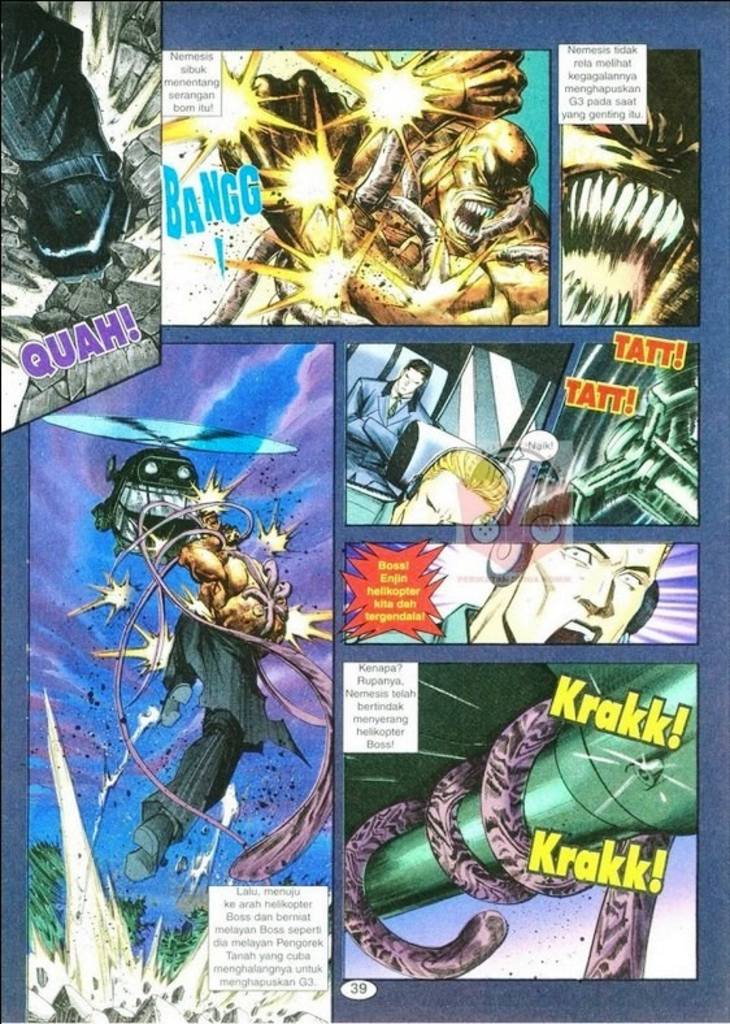 QUAH!
Nemesis
sibuk
menentang
serangan
bom itu!
BANGG
!
Nemesis tidak
rela melihat
kegagalannya
menghapuskan
G3 pada saat
yang genting itu.
Lalu, menuju
ke arah helikopter
Boss dan berniat
melayan Boss seperti
dia melayan Pengorek
Tanah yang cuba
menghalangnya untuk
menghapuskan G3.
TATT!
TATT!
Naik!
Boss!
Enjin
helikopter
kita dah
tergendala!
Kenapa?
Rupanya,
Nemesis telah
bertindak
menyerang
helikopter
Boss!
Krakk!
Krakk!
39